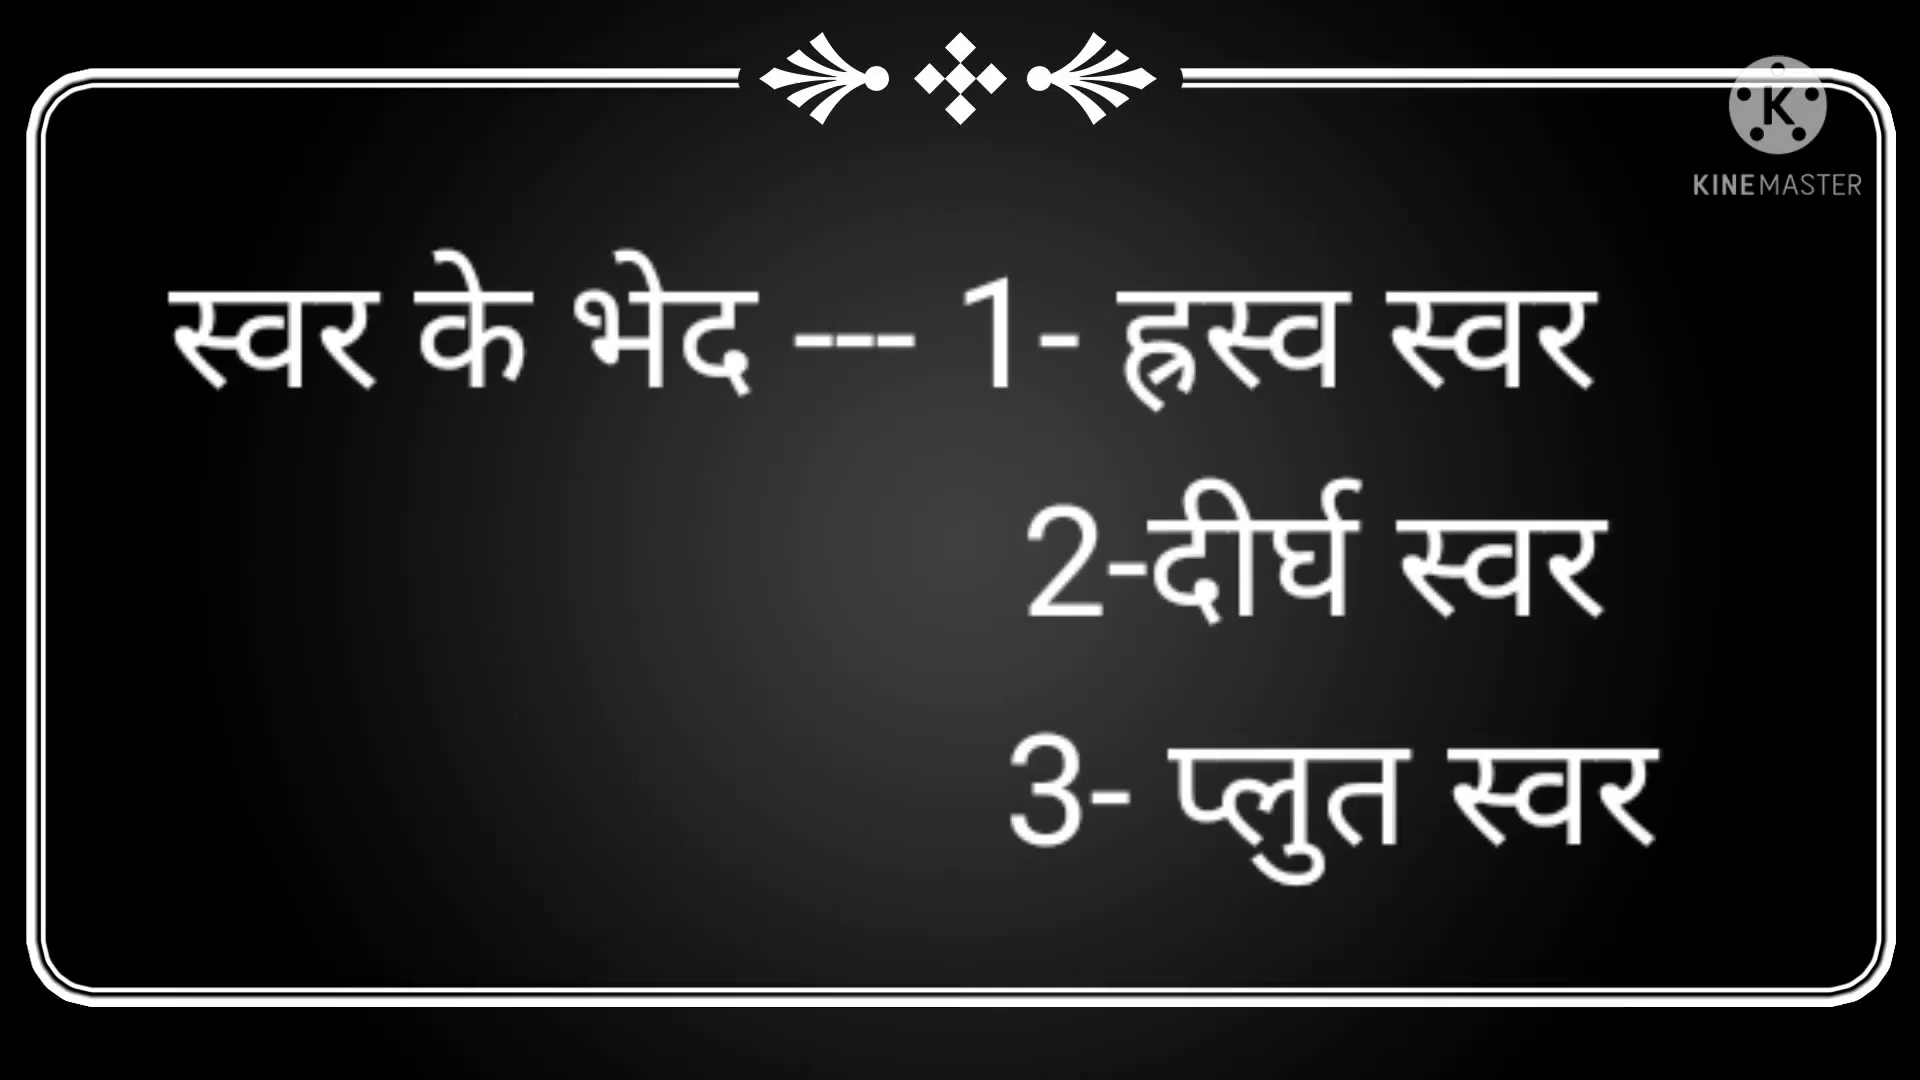 KINEMASTER
स्वर के भेद --- 1- ह्रस्व स्वर
2-दीर्घ स्वर
3- प्लुत स्वर